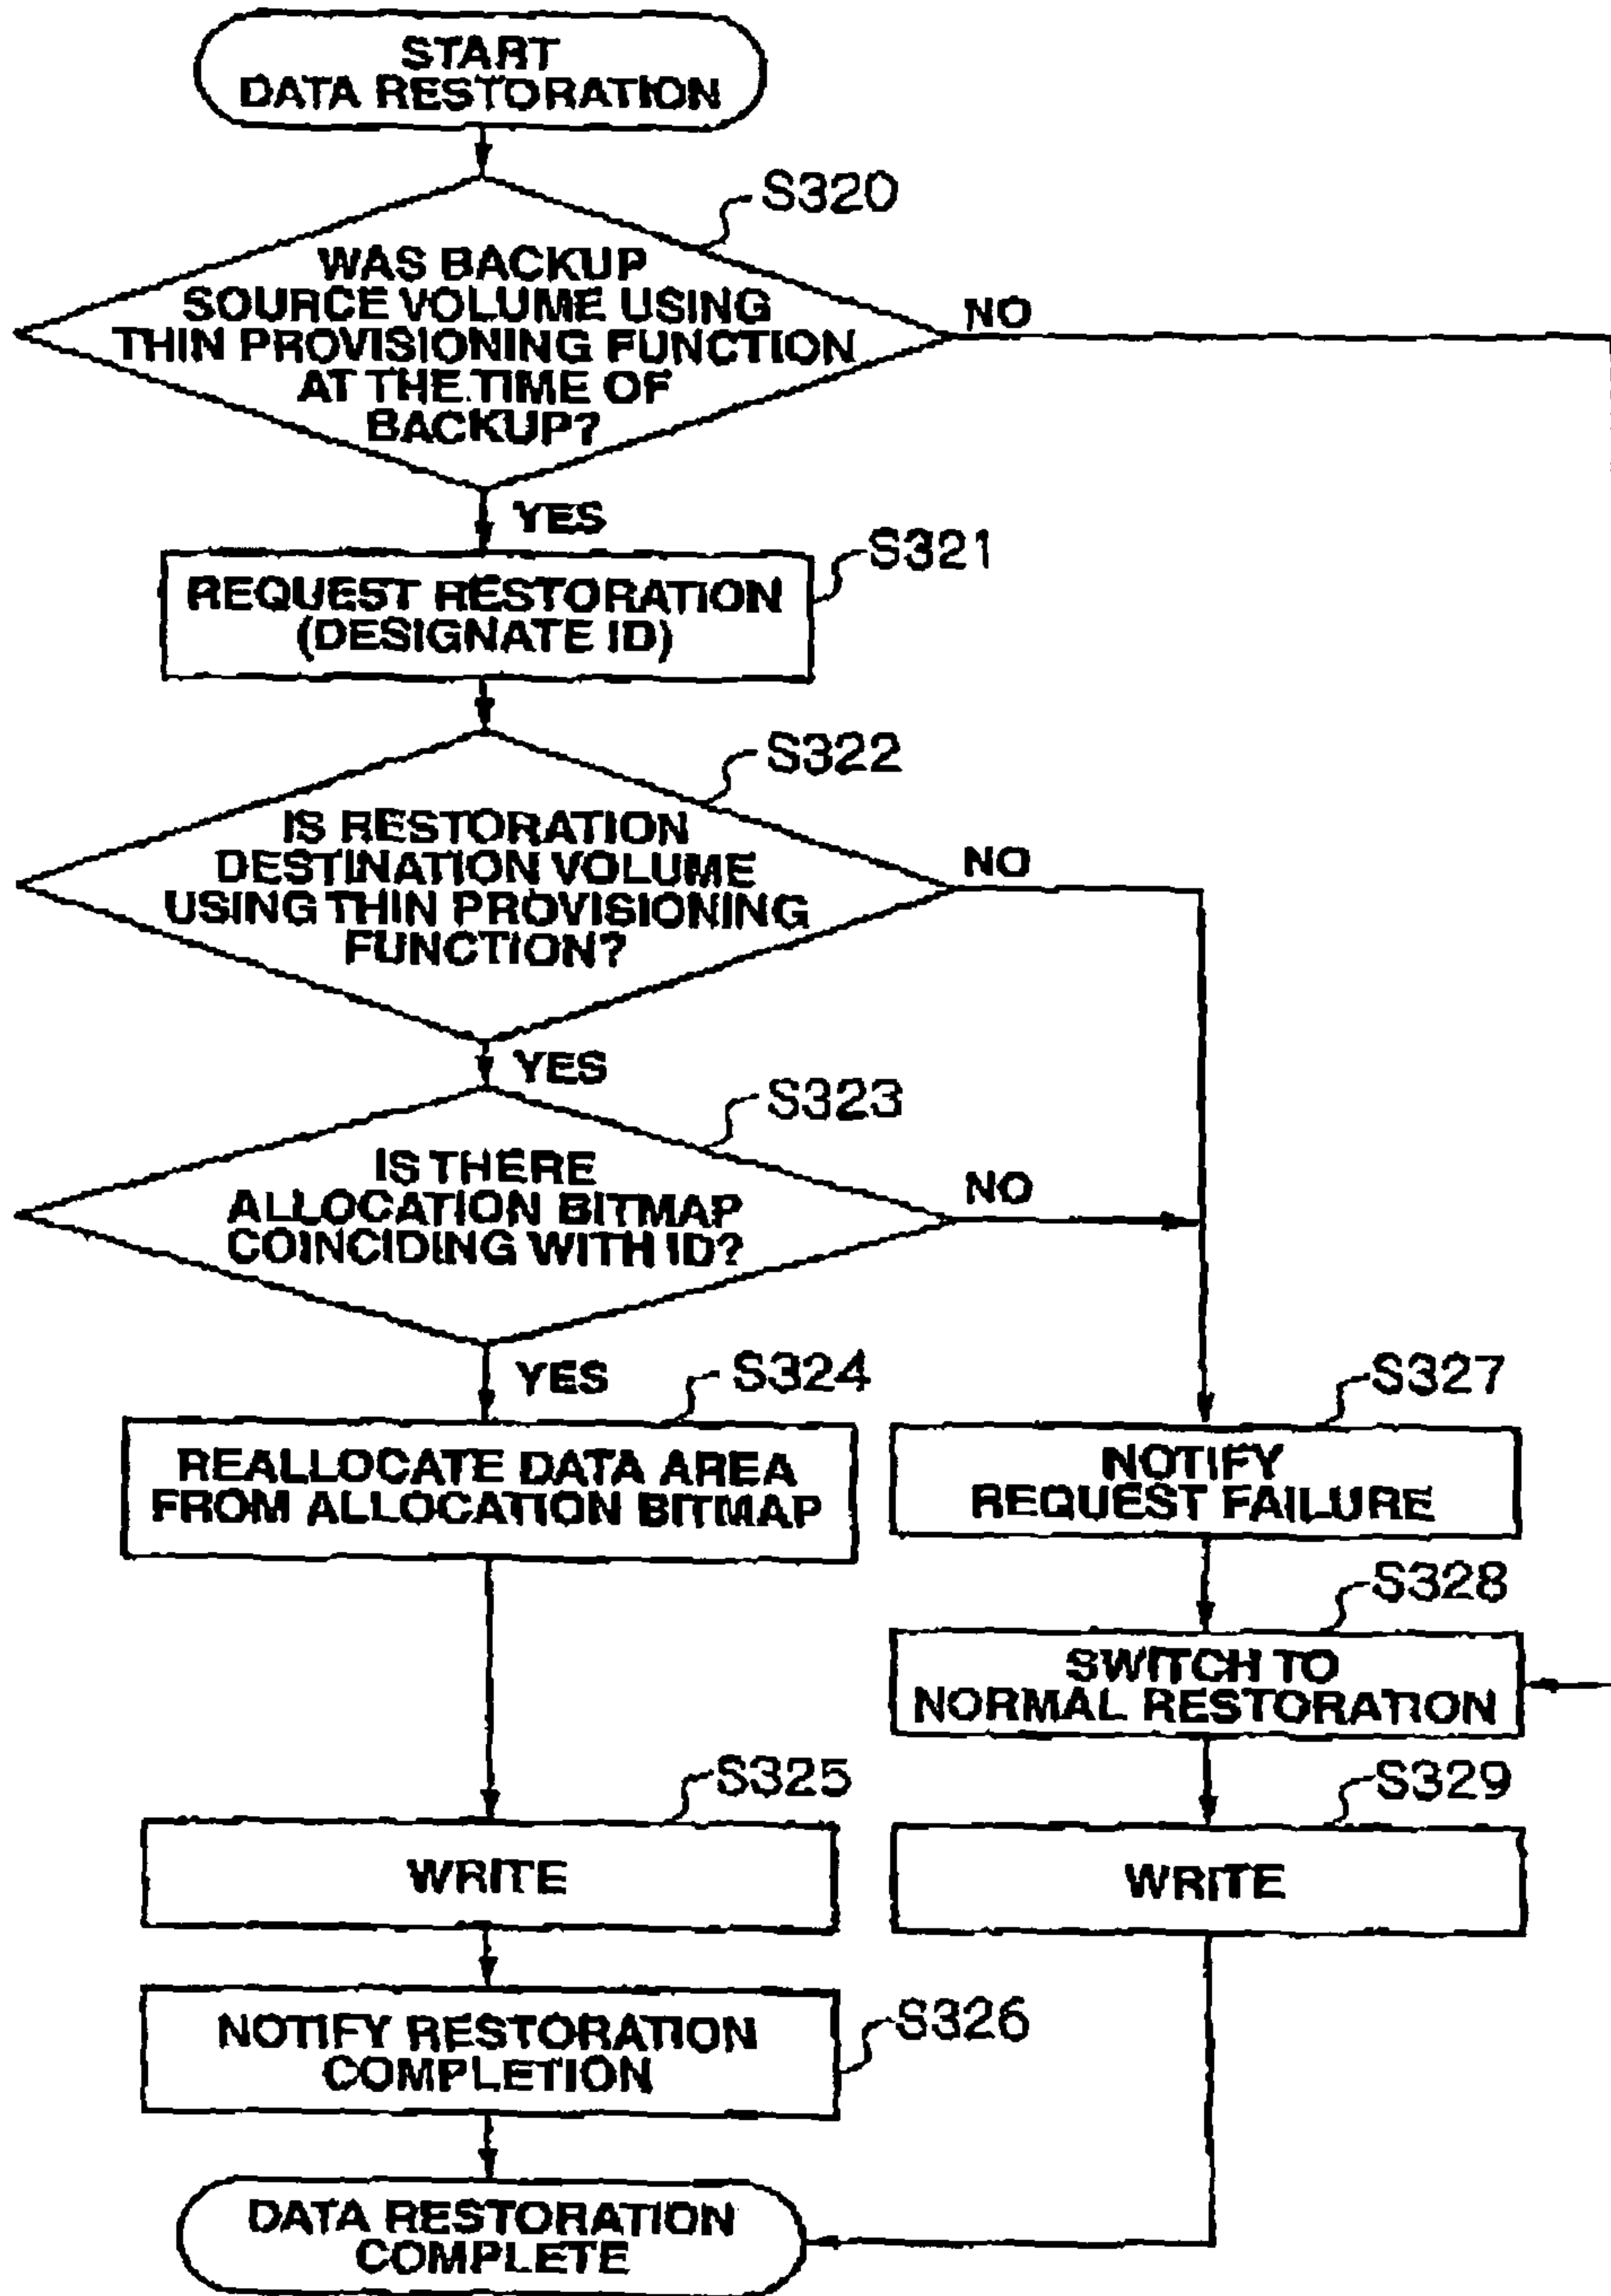 START
DATA RESTORATION
S320
WAS BACKUP
SOURCE VOLUME USING
THIN PROVISIONING FUNCTION
AT THE TIME OF
BACKUP?
NO
YES
S321
REQUEST RESTORATION
(DESIGNATE ID)
S322
IS RESTORATION
DESTINATION VOLUME
USING THIN PROVISIONING
FUNCTION?
NO
YES
S323
IS THERE
ALLOCATION BITMAP
COINCIDING WITH ID?
NO
YES
S324
REALLOCATE DATA AREA
FROM ALLOCATION BITMAP
S327
NOTIFY
REQUEST FAILURE
S328
SWITCH TO
NORMAL RESTORATION
S325
WRITE
S329
WRITE
S326
NOTIFY RESTORATION
COMPLETION
DATA RESTORATION
COMPLETE